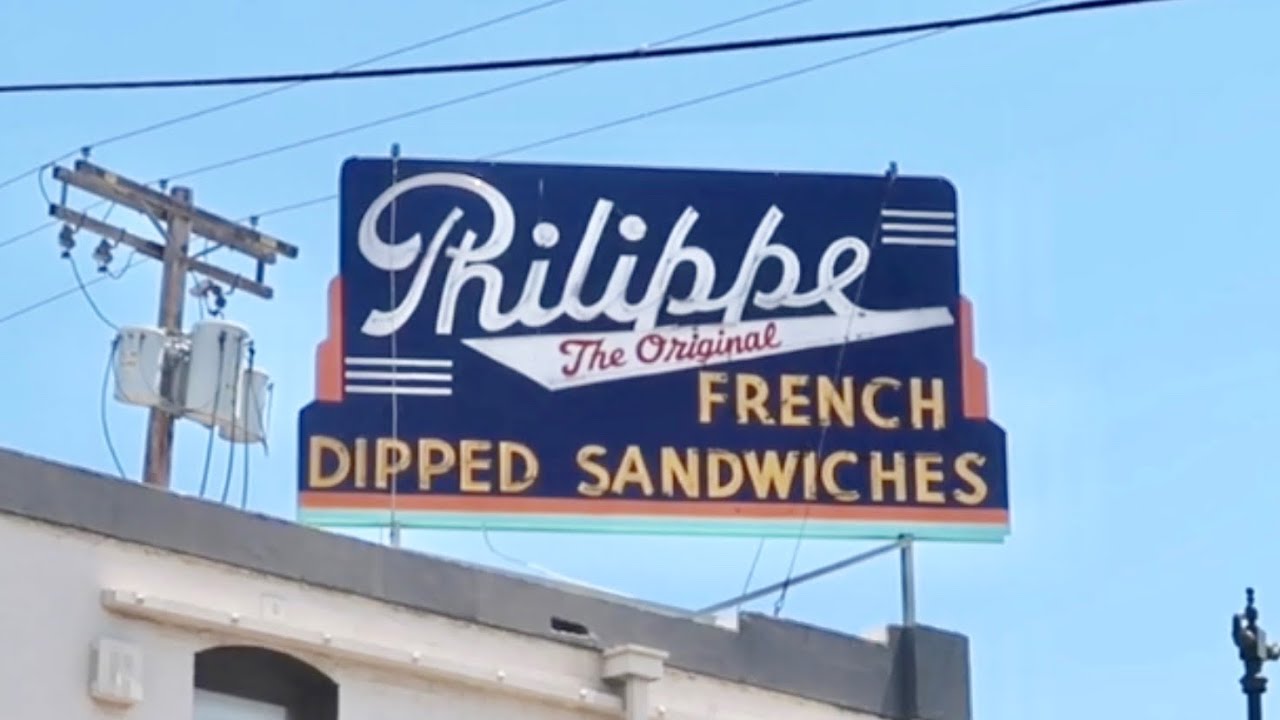 Philippe
The Original
FRENCH
DIPPED SANDWICHES